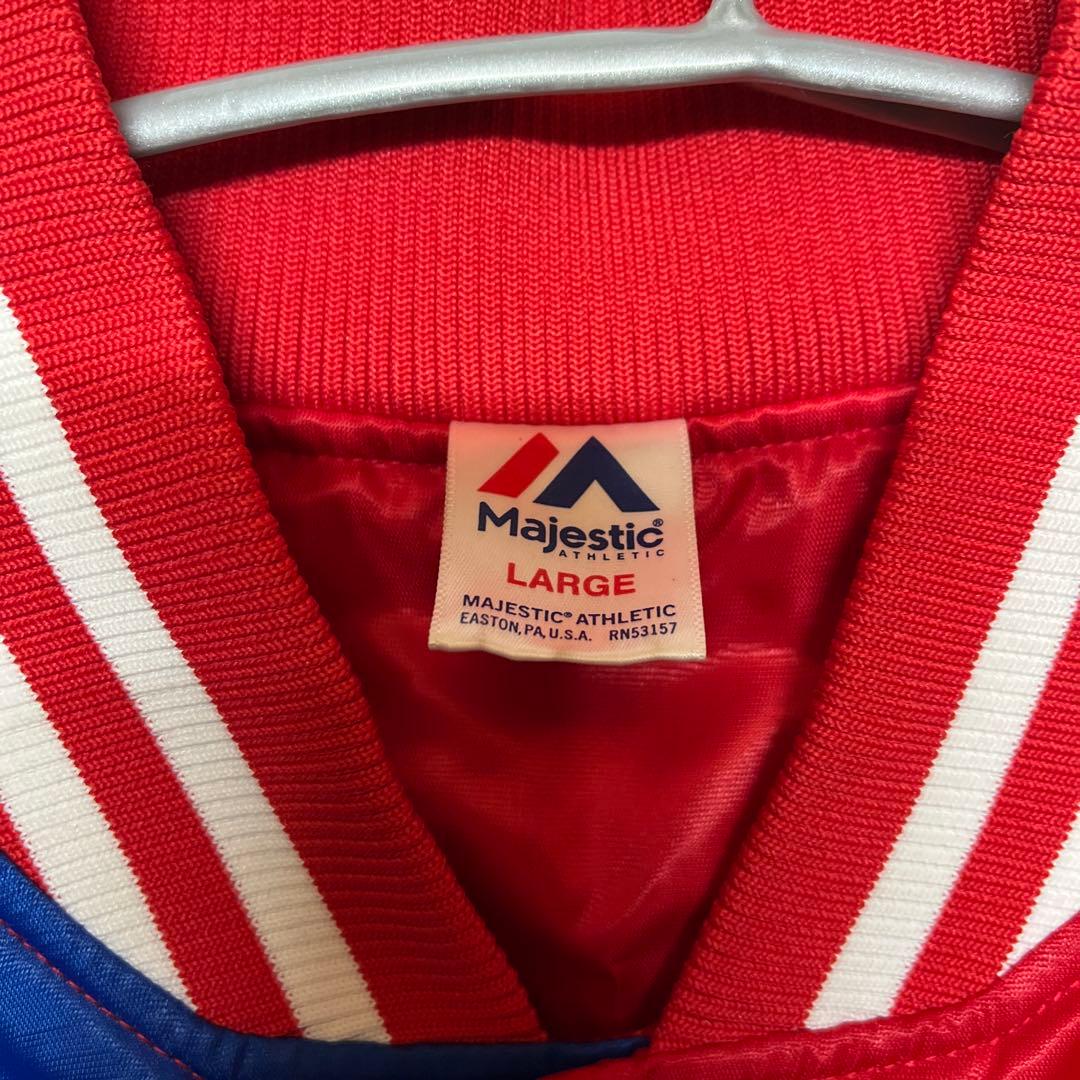 Majestic®
ATHLETIC
LARGE
MAJESTIC® ATHLETIC
EASTON, PA, U.S.A. RN53157